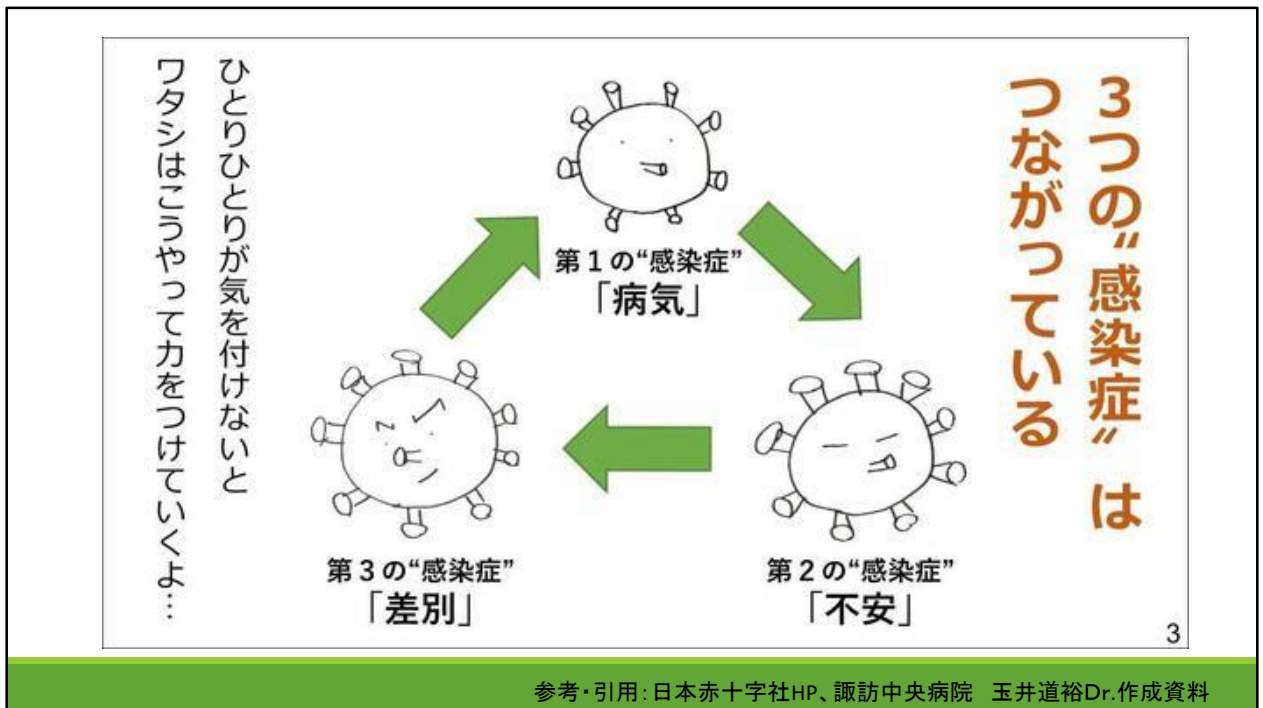 3つの“感染症”は
つながっている
第1の“感染症”
「病気」
第2の“感染症”
「不安」
第3の“感染症”
「差別」
ひとりひとりが気を付けないと
ワタシはこうやって力をつけていくよ…
3
参考・引用：日本赤十字社HP、諏訪中央病院　玉井道裕Dr.作成資料